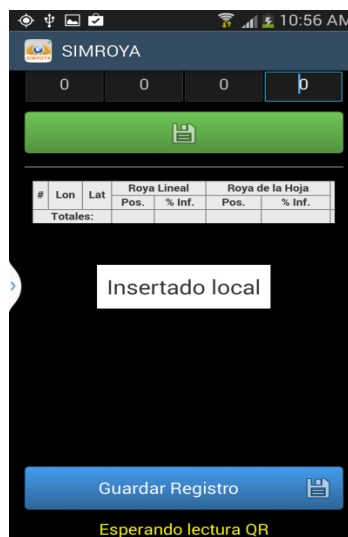 10:56 AM
SIMROYA
0 0 0 0
# Lon Lat Roya Lineal Roya de la Hoja
Pos. % Inf. Pos. % Inf.
Totales:
Insertado local
Guardar Registro
Esperando lectura QR